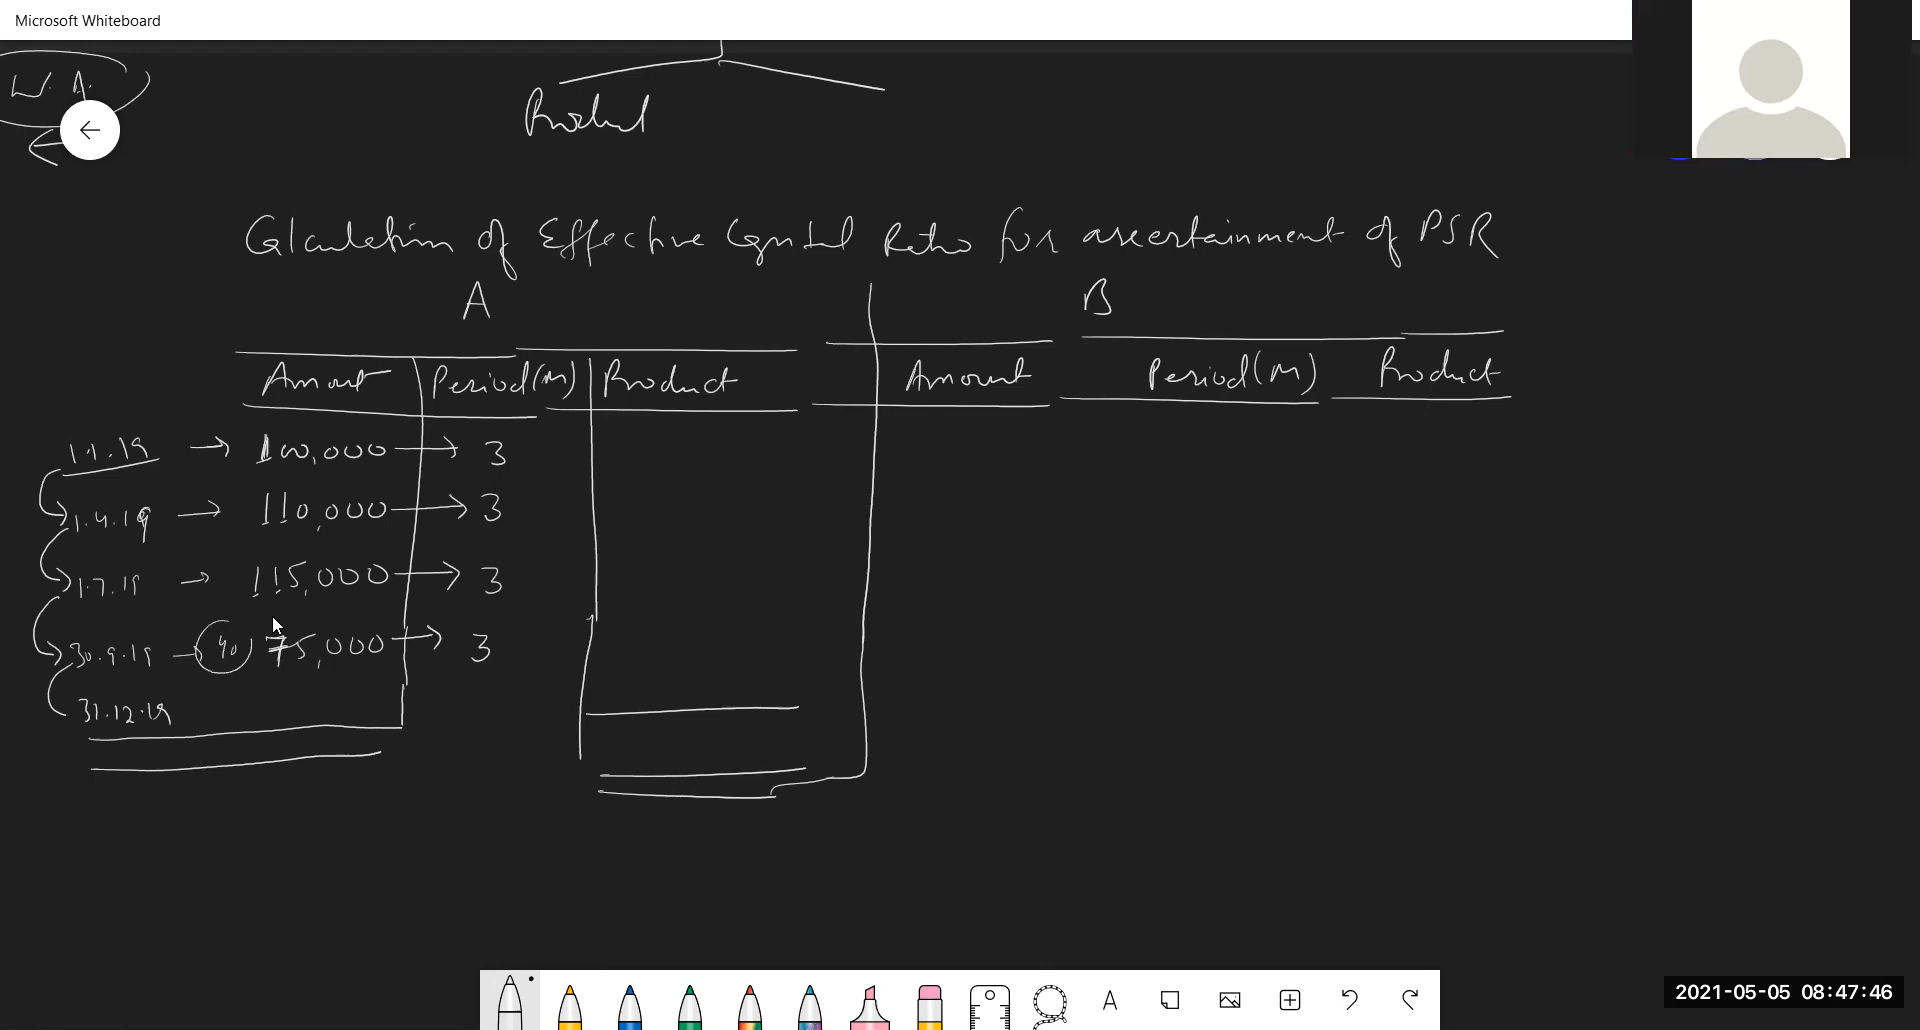 Microsoft Whiteboard
W. A.
Product
Calculation of Effective Capital Ratio for ascertainment of PSR
A B
Amount Period(M) Product Amount Period(M) Product
1.1.19 → 100,000 → 3
1.4.19 → 110,000 → 3
1.7.19 → 115,000 → 3
30.9.19 → 40 75,000 → 3
31.12.19
A
2021-05-05 08:47:46